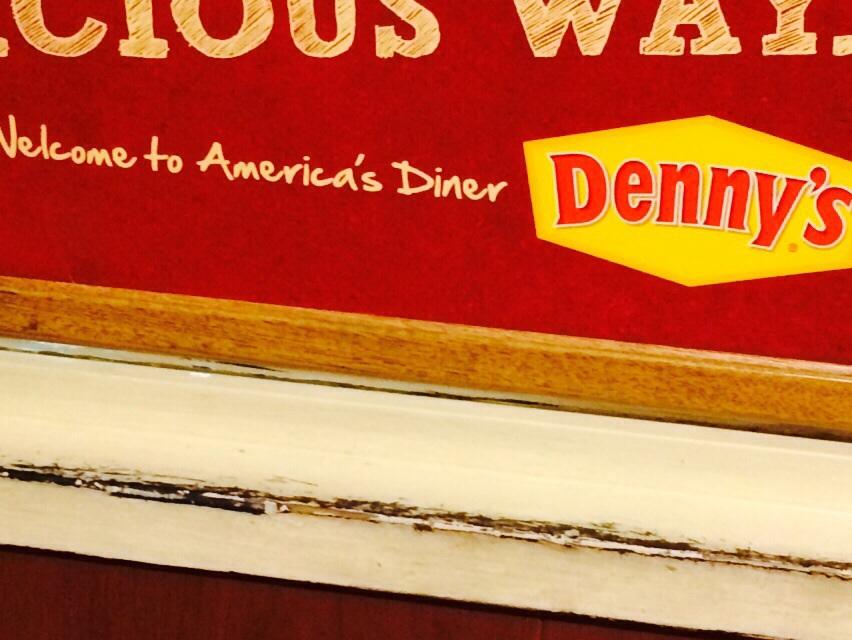 CIOUS WAY
Welcome to America's Diner
Denny's